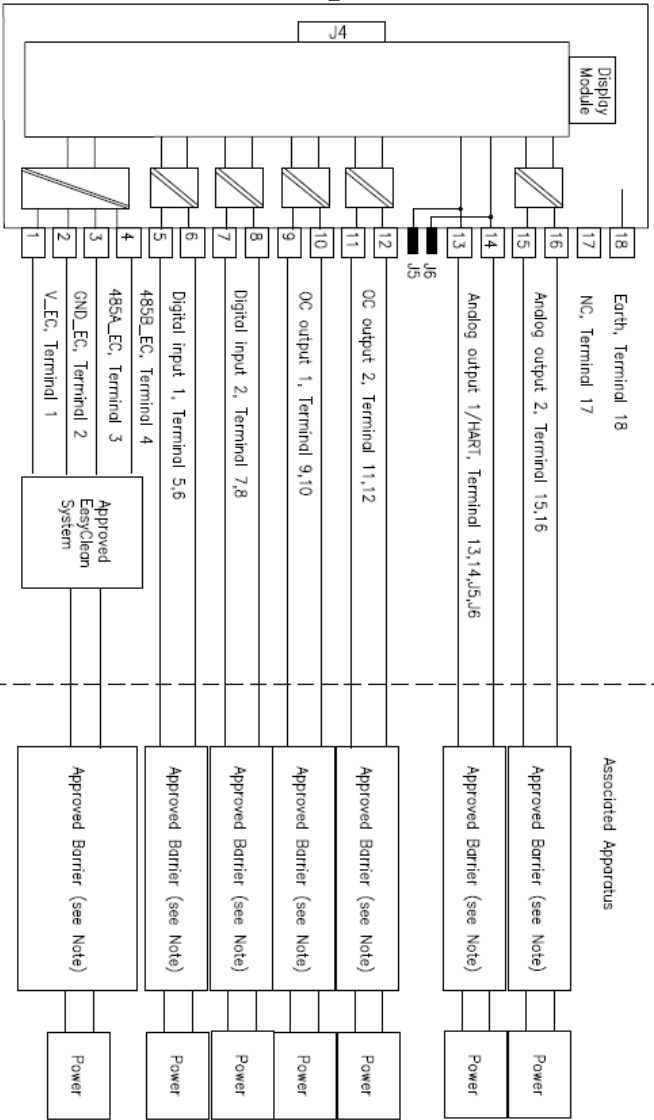 J4
Display
Module
1
2
3
4
5
6
7
8
9
10
11
12
J5
J6
13
14
15
16
17
18
V_EC, Terminal 1
GND_EC, Terminal 2
485A_EC, Terminal 3
485B_EC, Terminal 4
Digital input 1, Terminal 5,6
Digital input 2, Terminal 7,8
OC output 1, Terminal 9,10
OC output 2, Terminal 11,12
Analog output 1/HART, Terminal 13,14,J5,J6
Analog output 2, Terminal 15,16
NC, Terminal 17
Earth, Terminal 18
Approved
EesyClean
System
Associated Apparatus
Approved Barrier (see Note)
Approved Barrier (see Note)
Approved Barrier (see Note)
Approved Barrier (see Note)
Approved Barrier (see Note)
Approved Barrier (see Note)
Approved Barrier (see Note)
Power
Power
Power
Power
Power
Power
Power